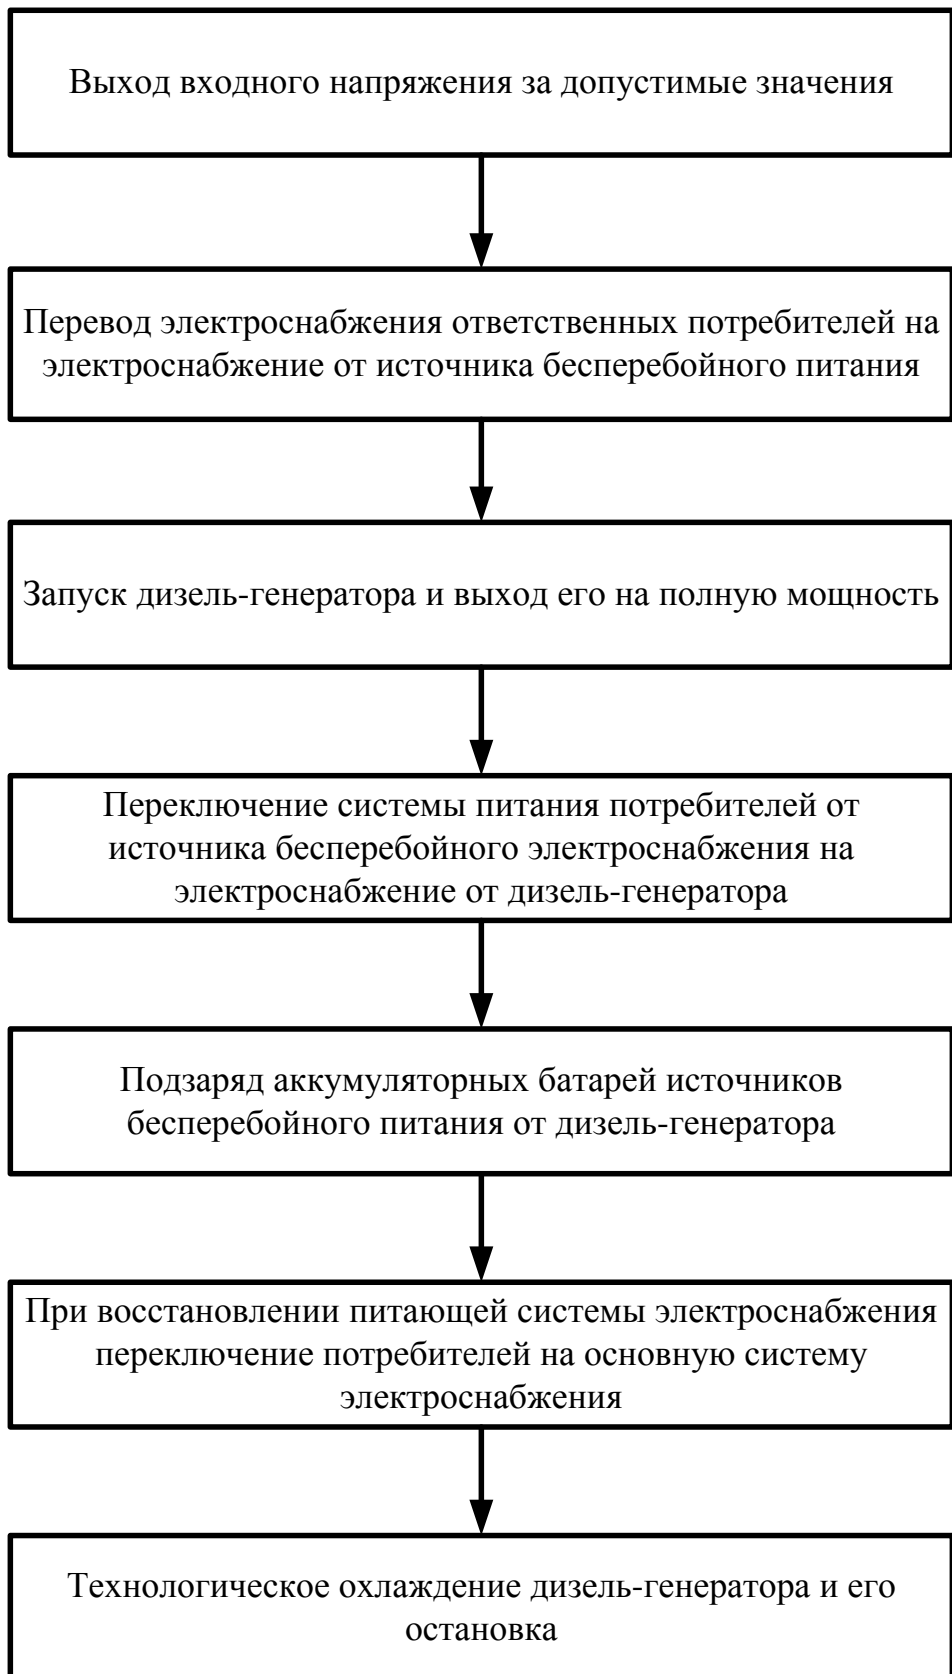 Выход входного напряжения за допустимые значения
Перевод электроснабжения ответственных потребителей на
электроснабжение от источника бесперебойного питания
Запуск дизель-генератора и выход его на полную мощность
Переключение системы питания потребителей от
источника бесперебойного электроснабжения на
электроснабжение от дизель-генератора
Подзаряд аккумуляторных батарей источников
бесперебойного питания от дизель-генератора
При восстановлении питающей системы электроснабжения
переключение потребителей на основную систему
электроснабжения
Технологическое охлаждение дизель-генератора и его
остановка